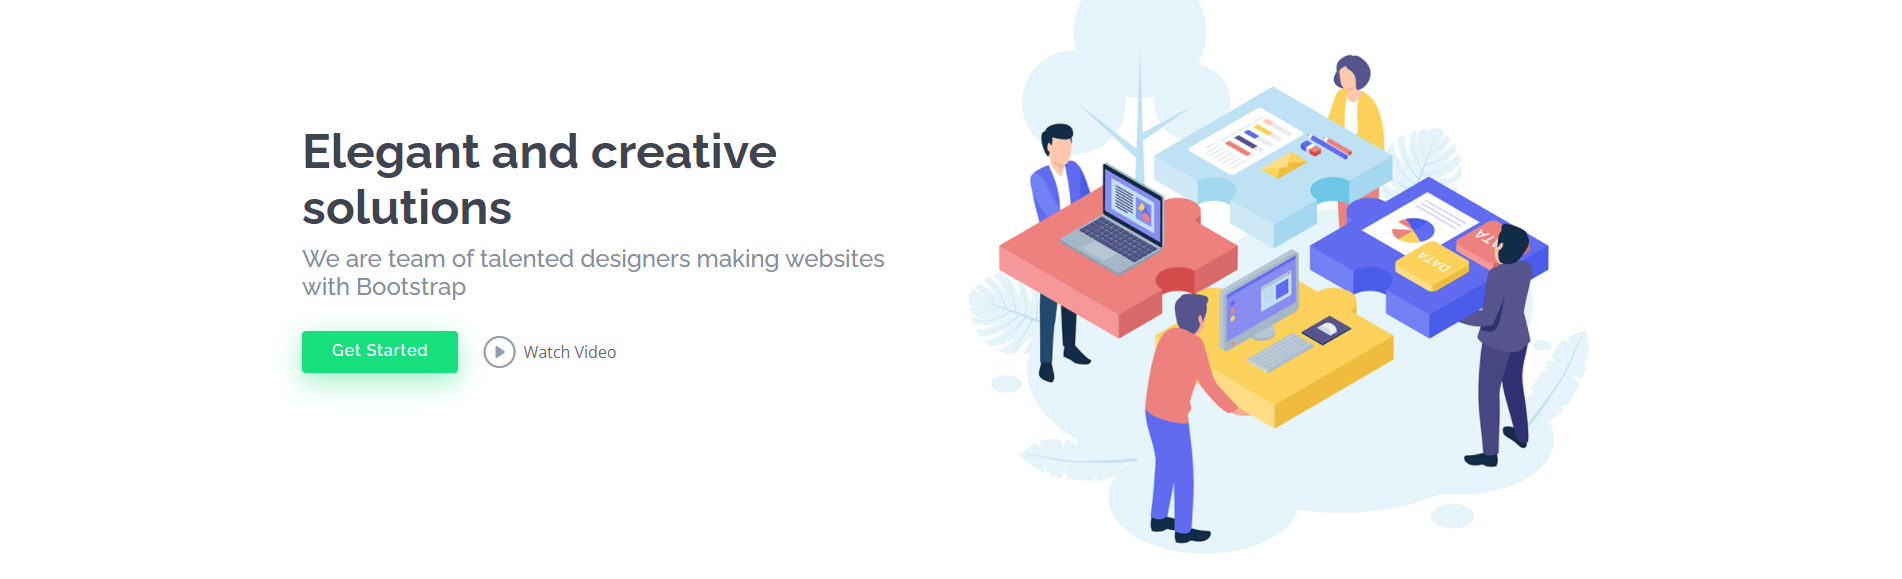 Elegant and creative
solutions
We are team of talented designers making websites
with Bootstrap
Get Started
Watch Video
DATA
DATA